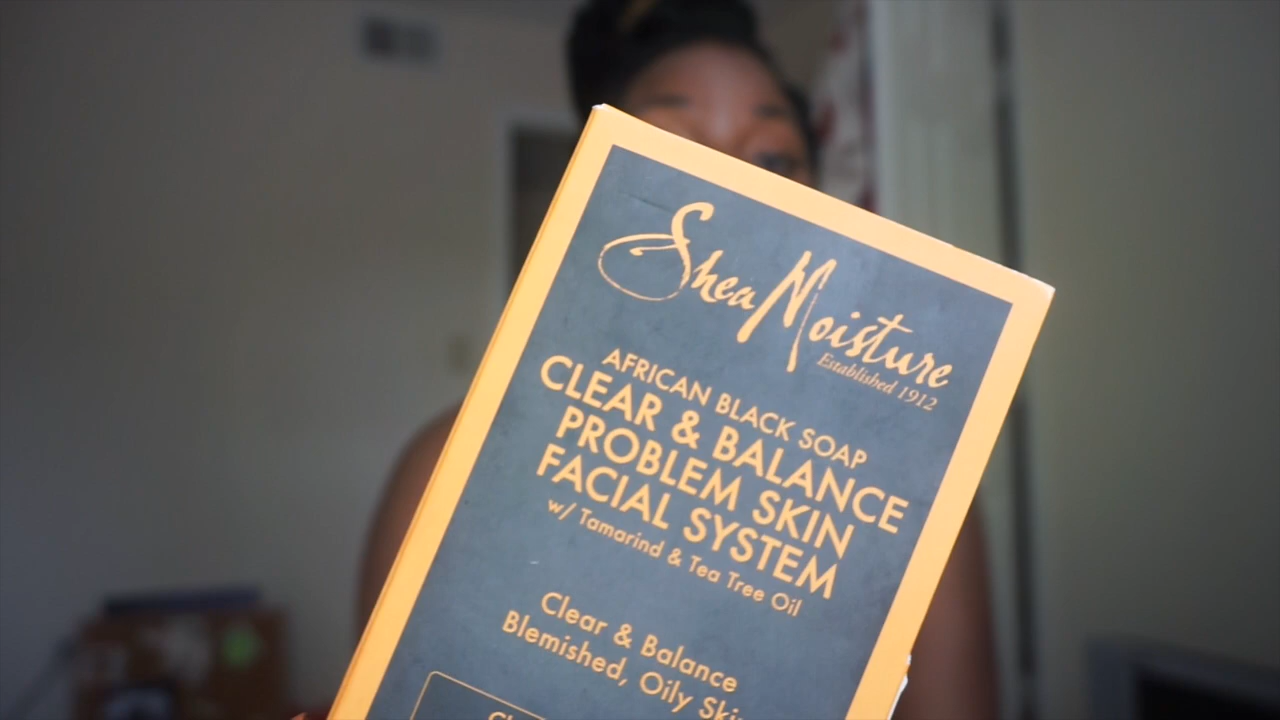 SheaMoisture
Established 1912
AFRICAN BLACK SOAP
CLEAR & BALANCE
PROBLEM SKIN
FACIAL SYSTEM
w/ Tamarind & Tea Tree Oil
Clear & Balance
Blemished, Oily Skin